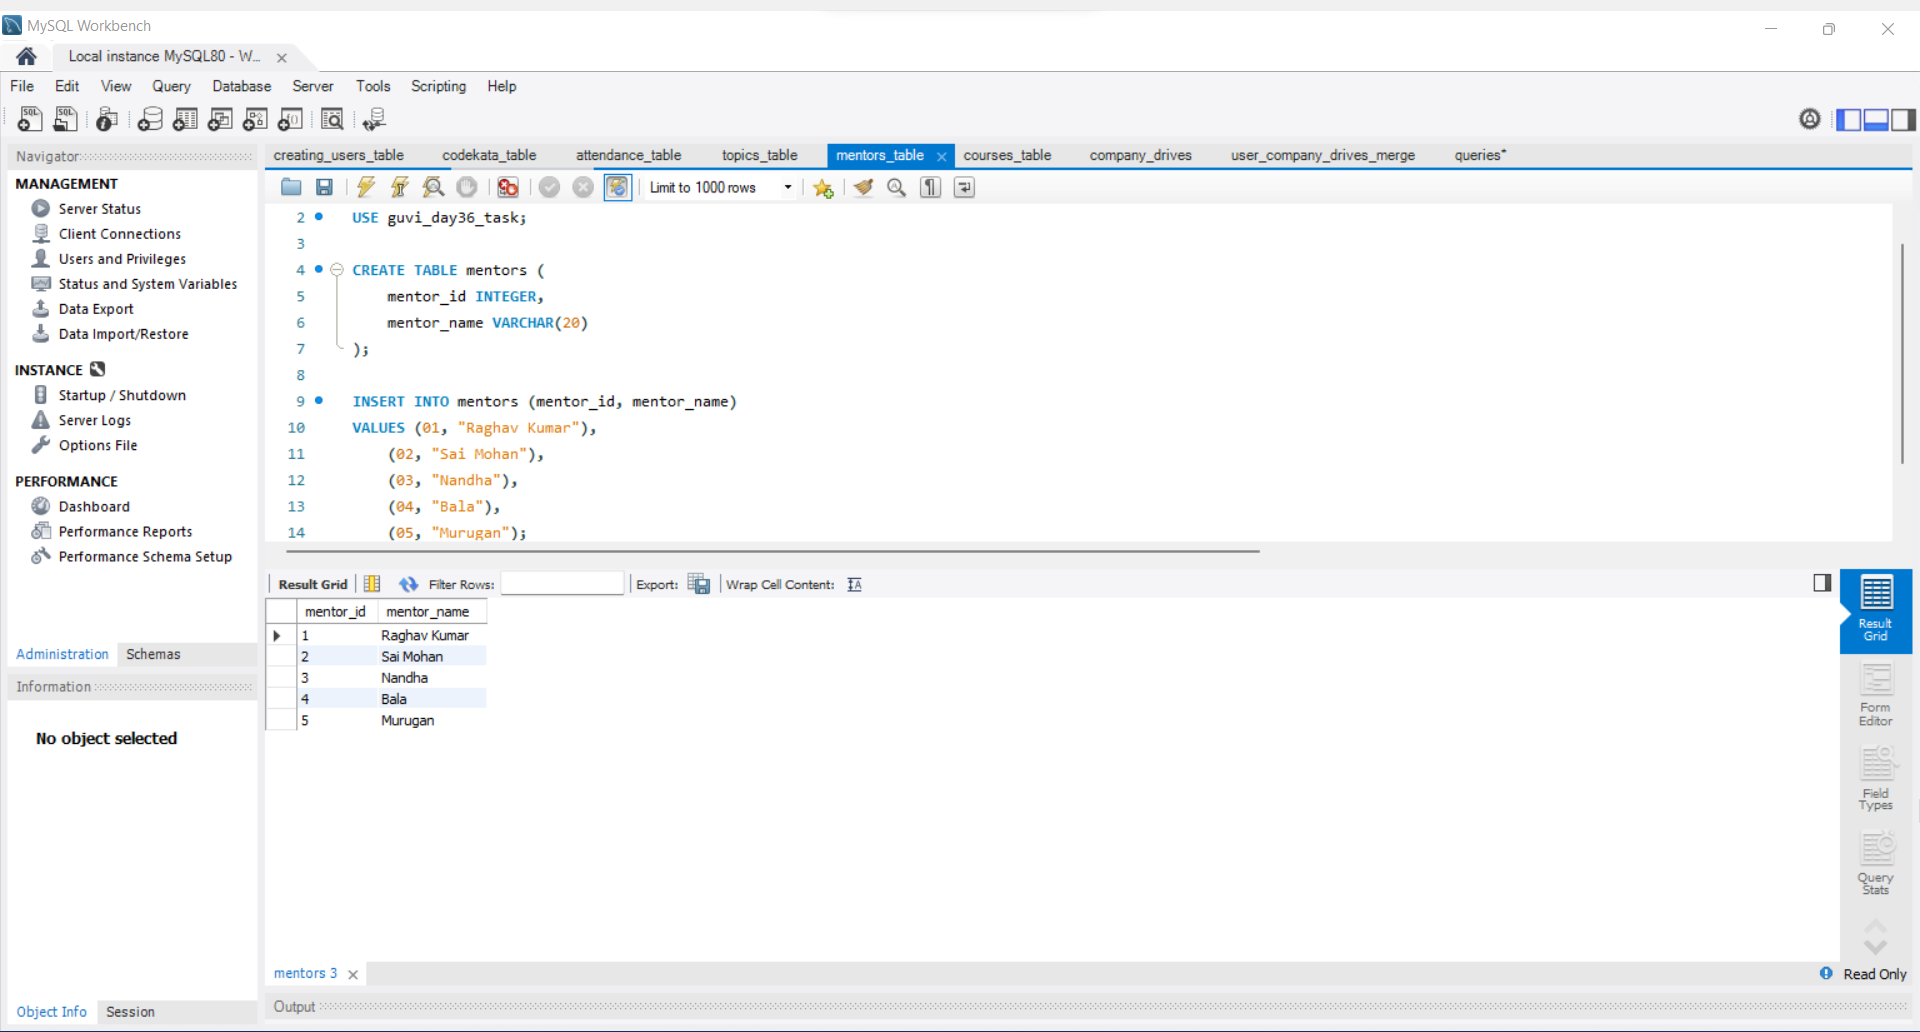 MySQL Workbench
Local instance MySQL80 - W...
File Edit View Query Database Server Tools Scripting Help
Navigator
MANAGEMENT
Server Status
Client Connections
Users and Privileges
Status and System Variables
Data Export
Data Import/Restore
INSTANCE
Startup / Shutdown
Server Logs
Options File
PERFORMANCE
Dashboard
Performance Reports
Performance Schema Setup
Administration Schemas
Information
No object selected
Object Info Session
creating_users_table codekata_table attendance_table topics_table mentors_table courses_table company_drives user_company_drives_merge queries*
Limit to 1000 rows
2 USE guvi_day36_task;
3
4 CREATE TABLE mentors (
5 mentor_id INTEGER,
6 mentor_name VARCHAR(20)
7 );
8
9 INSERT INTO mentors (mentor_id, mentor_name)
10 VALUES (01, "Raghav Kumar"),
11 (02, "Sai Mohan"),
12 (03, "Nandha"),
13 (04, "Bala"),
14 (05, "Murugan");
Result Grid Filter Rows: Export: Wrap Cell Content:
mentor_id mentor_name
1 Raghav Kumar
2 Sai Mohan
3 Nandha
4 Bala
5 Murugan
Result
Grid
Form
Editor
Field
Types
Query
Stats
mentors 3
Read Only
Output